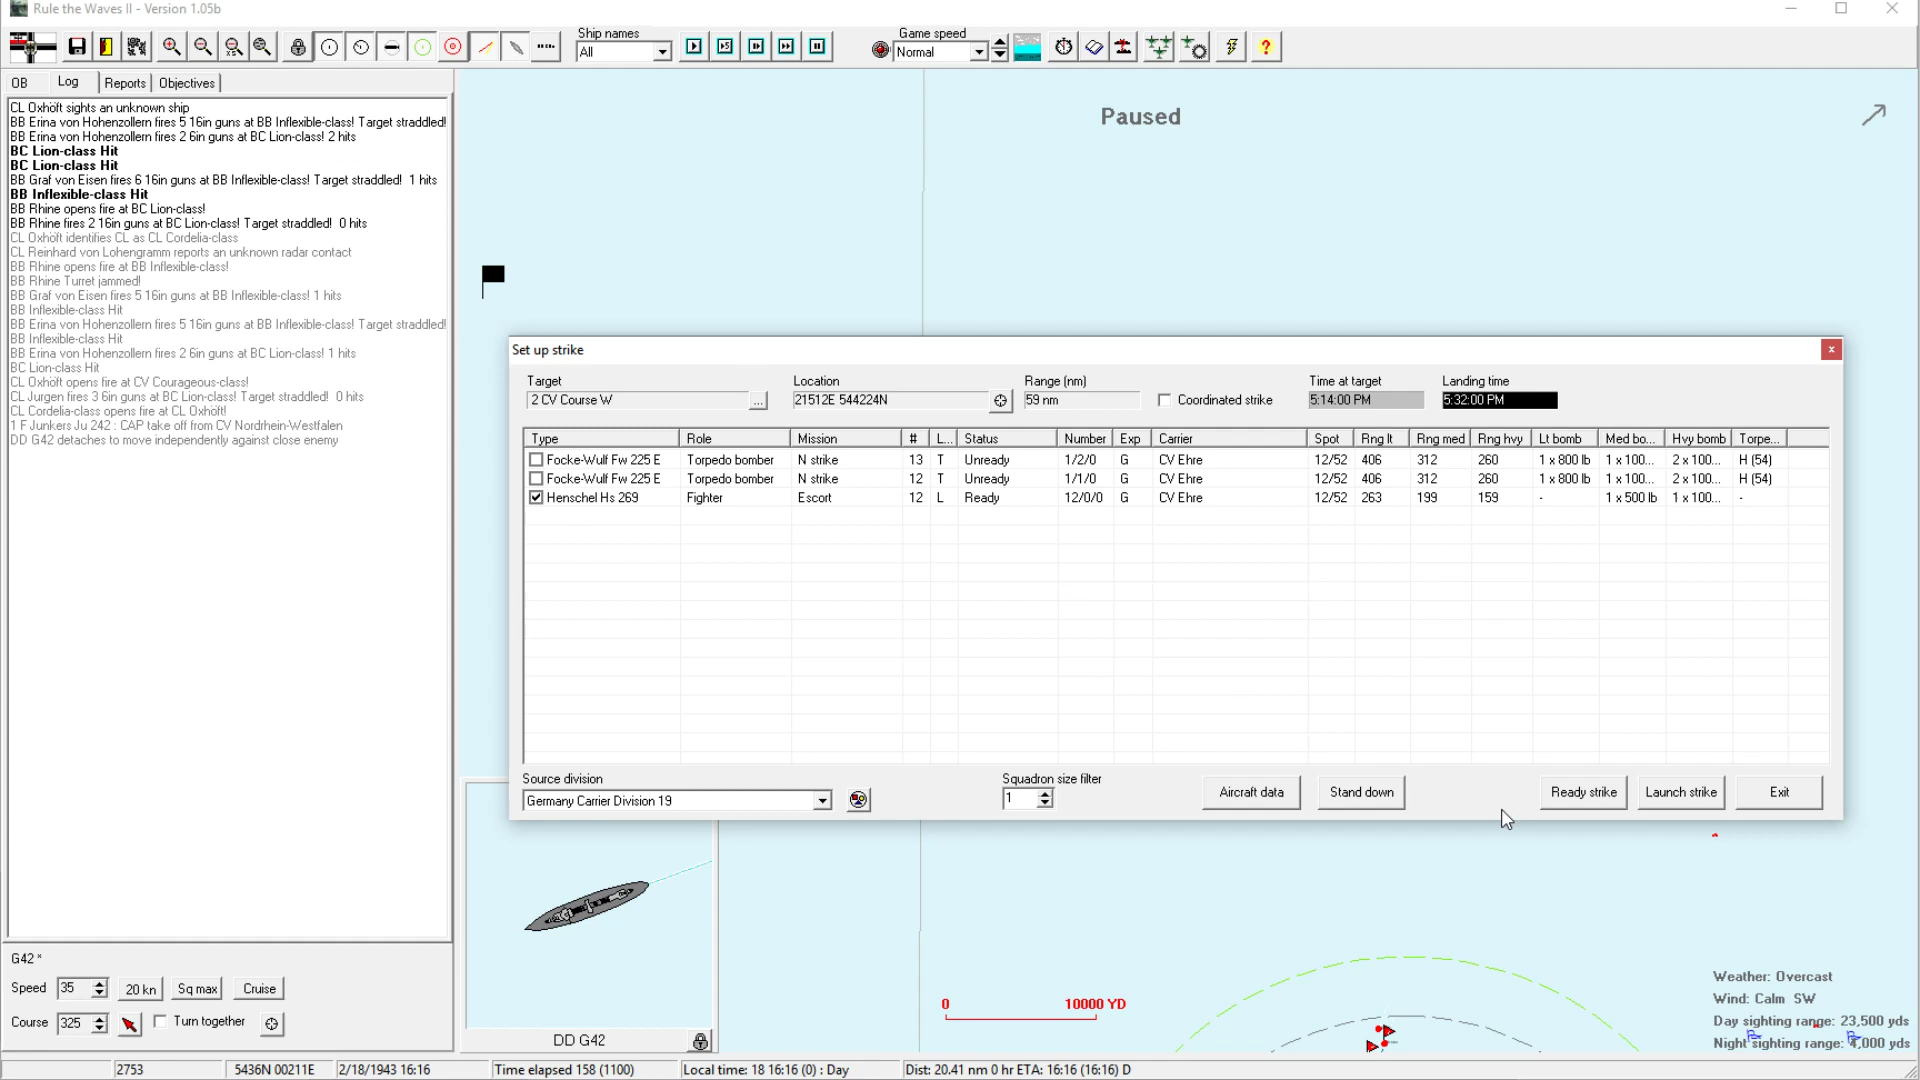 Rule the Waves II - Version 1.05b
Ship names
All
Game speed
Normal
OB Log Reports Objectives
CL Oxhöft sights an unknown ship
BB Erina von Hohenzollern fires 5 16in guns at BB Inflexible-class! Target straddled!
BB Erina von Hohenzollern fires 2 6in guns at BC Lion-class! 2 hits
BC Lion-class Hit
BC Lion-class Hit
BB Graf von Eisen fires 6 16in guns at BB Inflexible-class! Target straddled! 1 hits
BB Inflexible-class Hit
BB Rhine opens fire at BC Lion-class!
BB Rhine fires 2 16in guns at BC Lion-class! Target straddled! 0 hits
CL Oxhöft identifies CL as CL Cordelia-class
CL Reinhard von Lohengramm reports an unknown radar contact
BB Rhine opens fire at BB Inflexible-class!
BB Rhine Turret jammed!
BB Graf von Eisen fires 5 16in guns at BB Inflexible-class! 1 hits
BB Inflexible-class Hit
BB Erina von Hohenzollern fires 5 16in guns at BB Inflexible-class! Target straddled!
BB Inflexible-class Hit
BB Erina von Hohenzollern fires 2 6in guns at BC Lion-class! 1 hits
BC Lion-class Hit
CL Oxhöft opens fire at CV Courageous-class!
CL Jurgen fires 3 6in guns at BC Lion-class! Target straddled! 0 hits
CL Cordelia-class opens fire at CL Oxhöft!
1 F Junkers Ju 242 : CAP take off from CV Nordrhein-Westfalen
DD G42 detaches to move independently against close enemy
Paused
Set up strike
Target Location Range (nm) Time at target Landing time
2 CV Course W ... 21512E 544224N 59 nm Coordinated strike 5:14:00 PM 5:32:00 PM
Type Role Mission # L... Status Number Exp Carrier Spot Rng lt Rng med Rng hvy Lt bomb Med bo... Hvy bomb Torpe...
Focke-Wulf Fw 225 E Torpedo bomber N strike 13 T Unready 1/2/0 G CV Ehre 12/52 406 312 260 1 x 800 lb 1 x 100... 2 x 100... H (54)
Focke-Wulf Fw 225 E Torpedo bomber N strike 12 T Unready 1/1/0 G CV Ehre 12/52 406 312 260 1 x 800 lb 1 x 100... 2 x 100... H (54)
Henschel Hs 269 Fighter Escort 12 L Ready 12/0/0 G CV Ehre 12/52 263 199 159 - 1 x 500 lb 1 x 100... -
Source division Squadron size filter
Germany Carrier Division 19 1 Aircraft data Stand down Ready strike Launch strike Exit
G42 *
Speed 35 20 kn Sq max Cruise
Course 325 Turn together
DD G42
0 10000 YD
Weather: Overcast
Wind: Calm SW
Day sighting range: 23,500 yds
Night sighting range: 4,000 yds
2753 5436N 00211E 2/18/1943 16:16 Time elapsed 158 (1100) Local time: 18 16:16 (0) : Day Dist: 20.41 nm 0 hr ETA: 16:16 (16:16) D